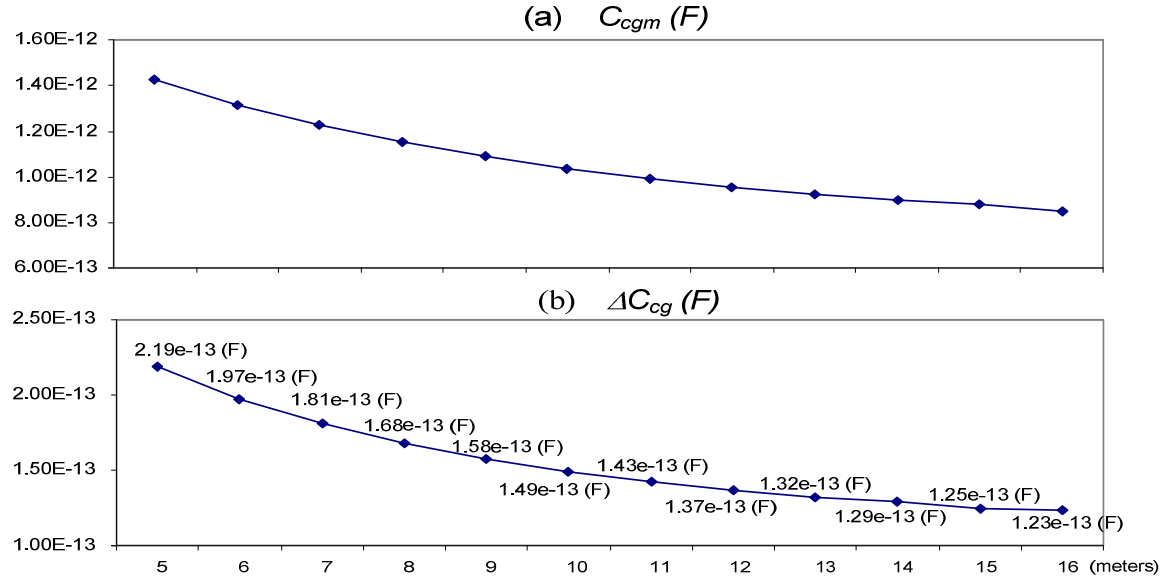 (a) Ccgm (F)
1.60E-12
1.40E-12
1.20E-12
1.00E-12
8.00E-13
6.00E-13
(b) ΔCcg (F)
2.50E-13
2.19e-13 (F)
2.00E-13
1.97e-13 (F)
1.81e-13 (F)
1.68e-13 (F)
1.58e-13 (F)
1.50E-13
1.49e-13 (F)
1.43e-13 (F)
1.37e-13 (F)
1.32e-13 (F)
1.29e-13 (F)
1.25e-13 (F)
1.23e-13 (F)
1.00E-13
5 6 7 8 9 10 11 12 13 14 15 16 (meters)